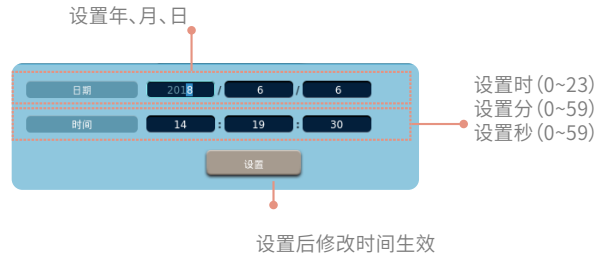 设置年、月、日
日期 2018 / 6 / 6
时间 14 : 19 : 30
设置时（0~23）
设置分（0~59）
设置秒（0~59）
设置
设置后修改时间生效